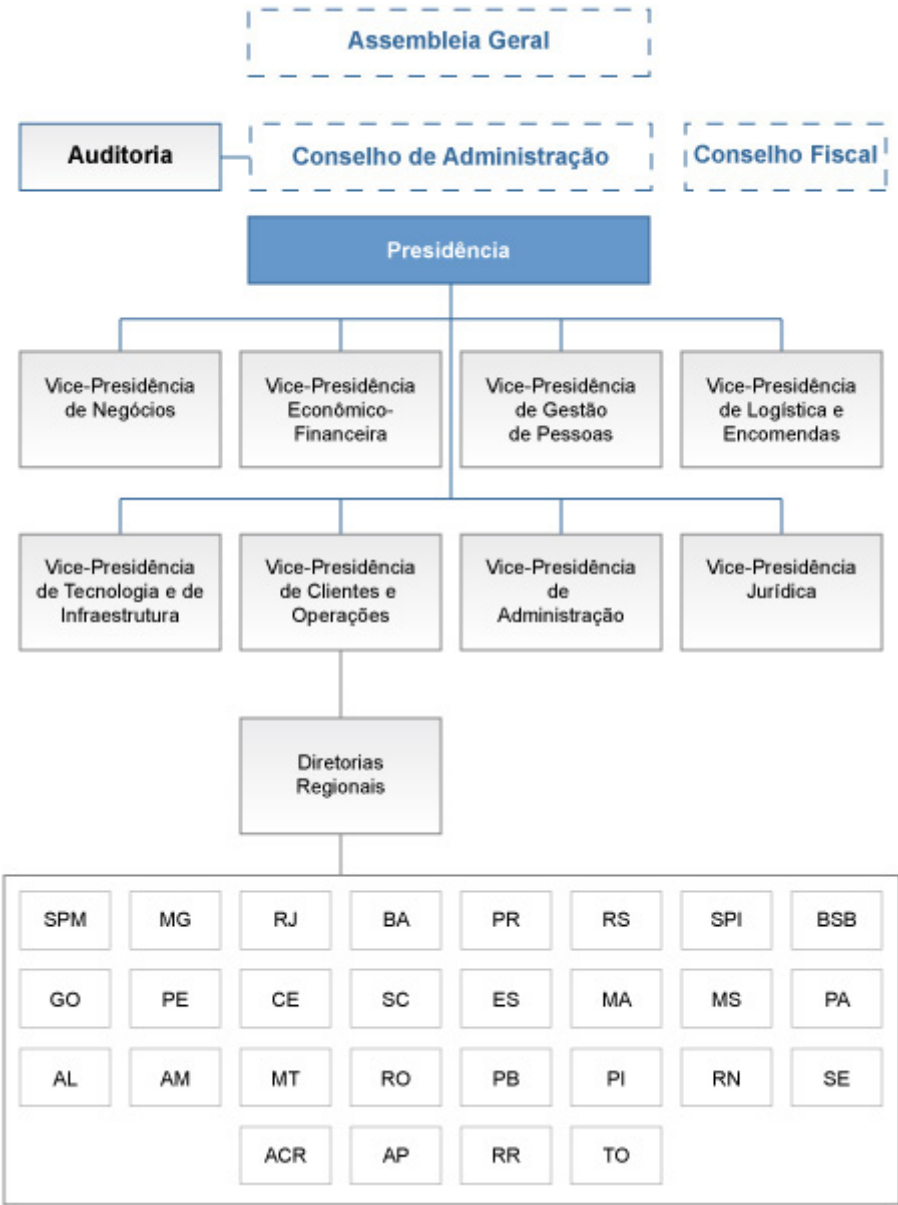 Assembleia Geral
Auditoria
Conselho de Administração
Conselho Fiscal
Presidência
Vice-Presidência
de Negócios
Vice-Presidência
Econômico-
Financeira
Vice-Presidência
de Gestão
de Pessoas
Vice-Presidência
de Logística e
Encomendas
Vice-Presidência
de Tecnologia e de
Infraestrutura
Vice-Presidência
de Clientes e
Operações
Vice-Presidência
de
Administração
Vice-Presidência
Jurídica
Diretorias
Regionais
SPM MG RJ BA PR RS SPI BSB
GO PE CE SC ES MA MS PA
AL AM MT RO PB PI RN SE
ACR AP RR TO